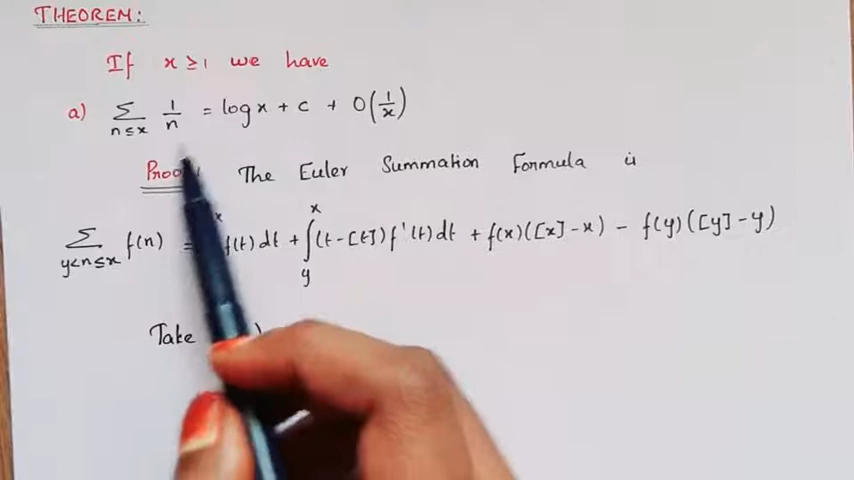 THEOREM:
If x ≥ 1 we have
a) Σ_{n≤x} 1/n = log x + c + O(1/x)
The Euler Summation Formula is
Σ_{y<n≤x} f(n) = f(t) dt + ∫_y^x (t-[t]) f'(t) dt + f(x)([x]-x) - f(y)([y]-y)
Take